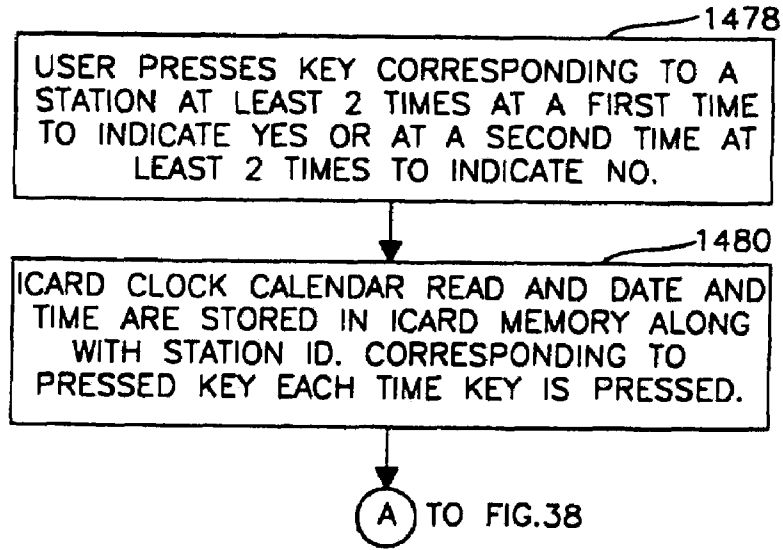 1478
USER PRESSES KEY CORRESPONDING TO A
STATION AT LEAST 2 TIMES AT A FIRST TIME
TO INDICATE YES OR AT A SECOND TIME AT
LEAST 2 TIMES TO INDICATE NO.
1480
ICARD CLOCK CALENDAR READ AND DATE AND
TIME ARE STORED IN ICARD MEMORY ALONG
WITH STATION ID. CORRESPONDING TO
PRESSED KEY EACH TIME KEY IS PRESSED.
A TO FIG.38